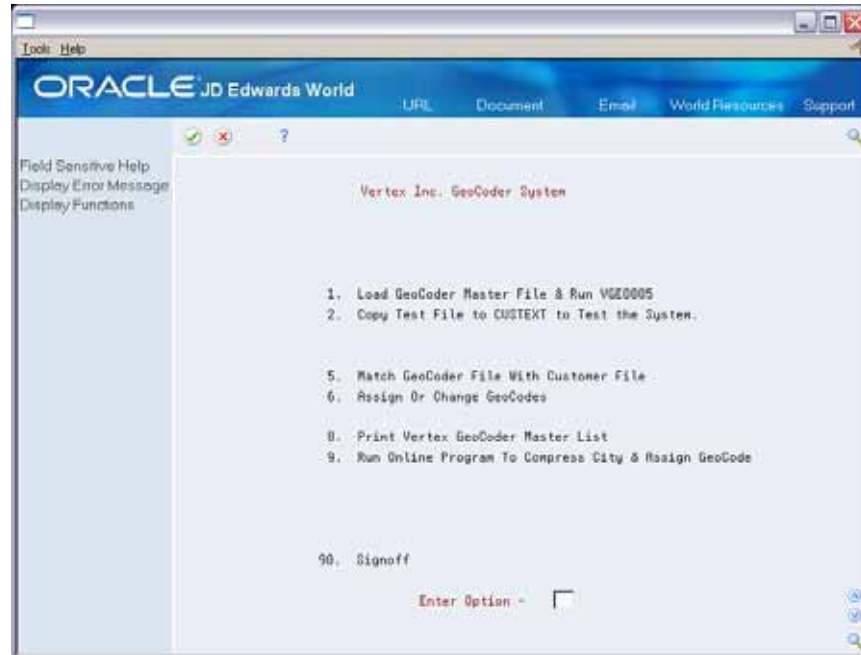 Tools Help
ORACLE JD Edwards World
URL Document Email World Resources Support
?
Field Sensitive Help
Display Error Message
Display Functions
Vertex Inc. GeoCoder System
1. Load GeoCoder Master File & Run VGE0005
2. Copy Test File to CUSTEXT to Test the System.
5. Match GeoCoder File With Customer File
6. Assign Or Change GeoCodes
8. Print Vertex GeoCoder Master List
9. Run Online Program To Compress City & Assign GeoCode
90. Signoff
Enter Option -